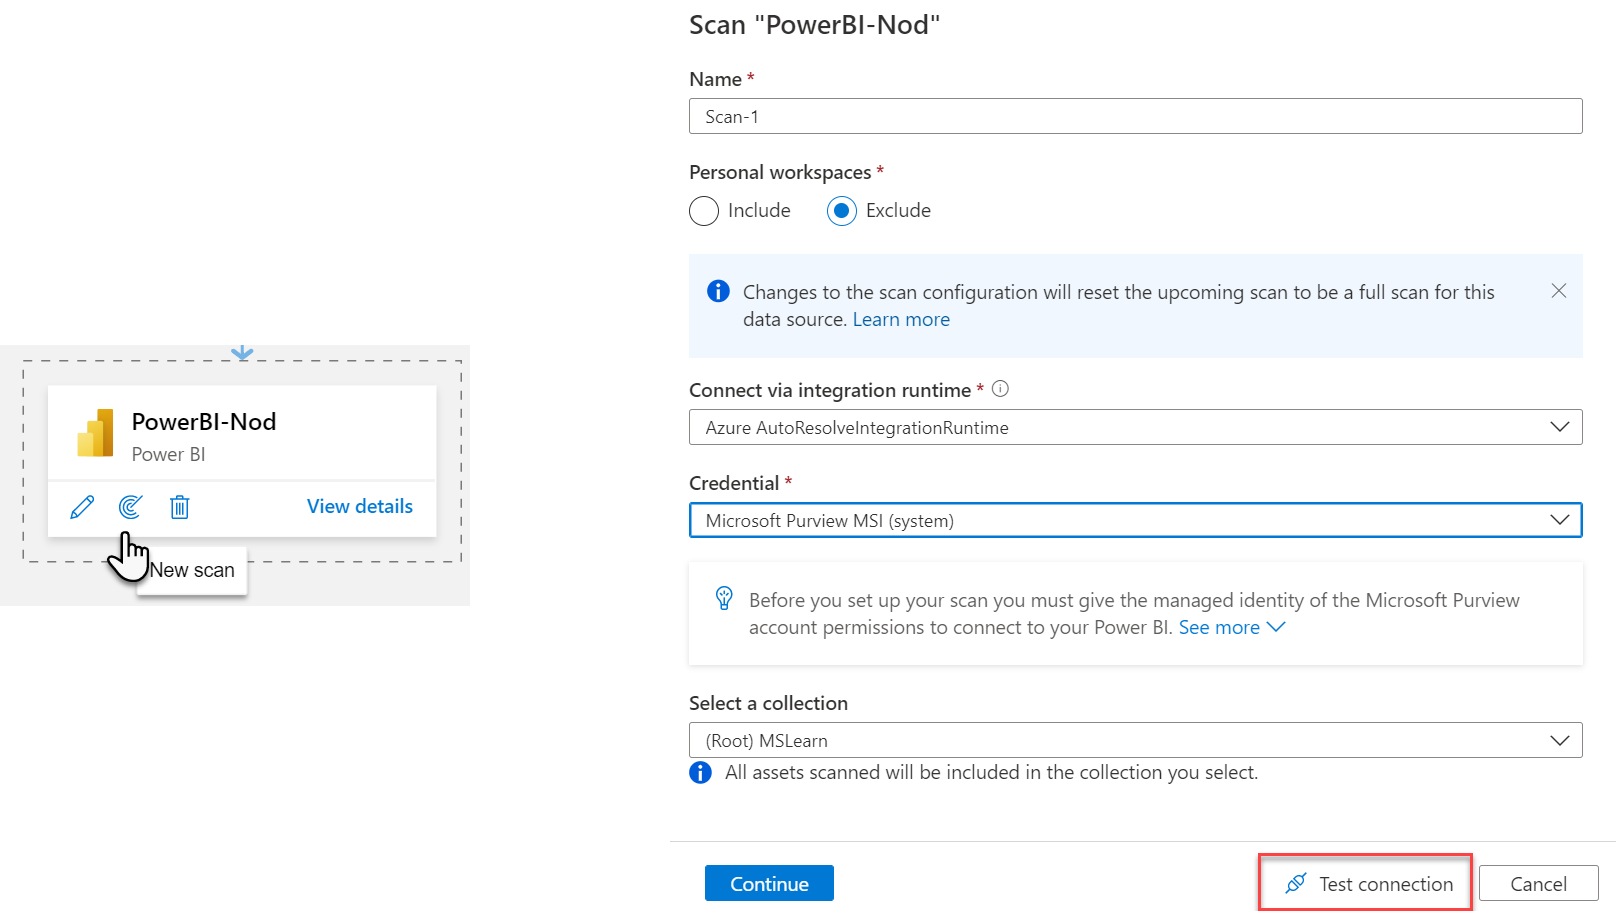 PowerBI-Nod
Power BI
View details
New scan
Scan "PowerBI-Nod"
Name *
Scan-1
Personal workspaces *
Include
Exclude
Changes to the scan configuration will reset the upcoming scan to be a full scan for this
data source. Learn more
Connect via integration runtime *
Azure AutoResolveIntegrationRuntime
Credential *
Microsoft Purview MSI (system)
Before you set up your scan you must give the managed identity of the Microsoft Purview
account permissions to connect to your Power BI. See more
Select a collection
(Root) MSLearn
All assets scanned will be included in the collection you select.
Continue
Test connection
Cancel